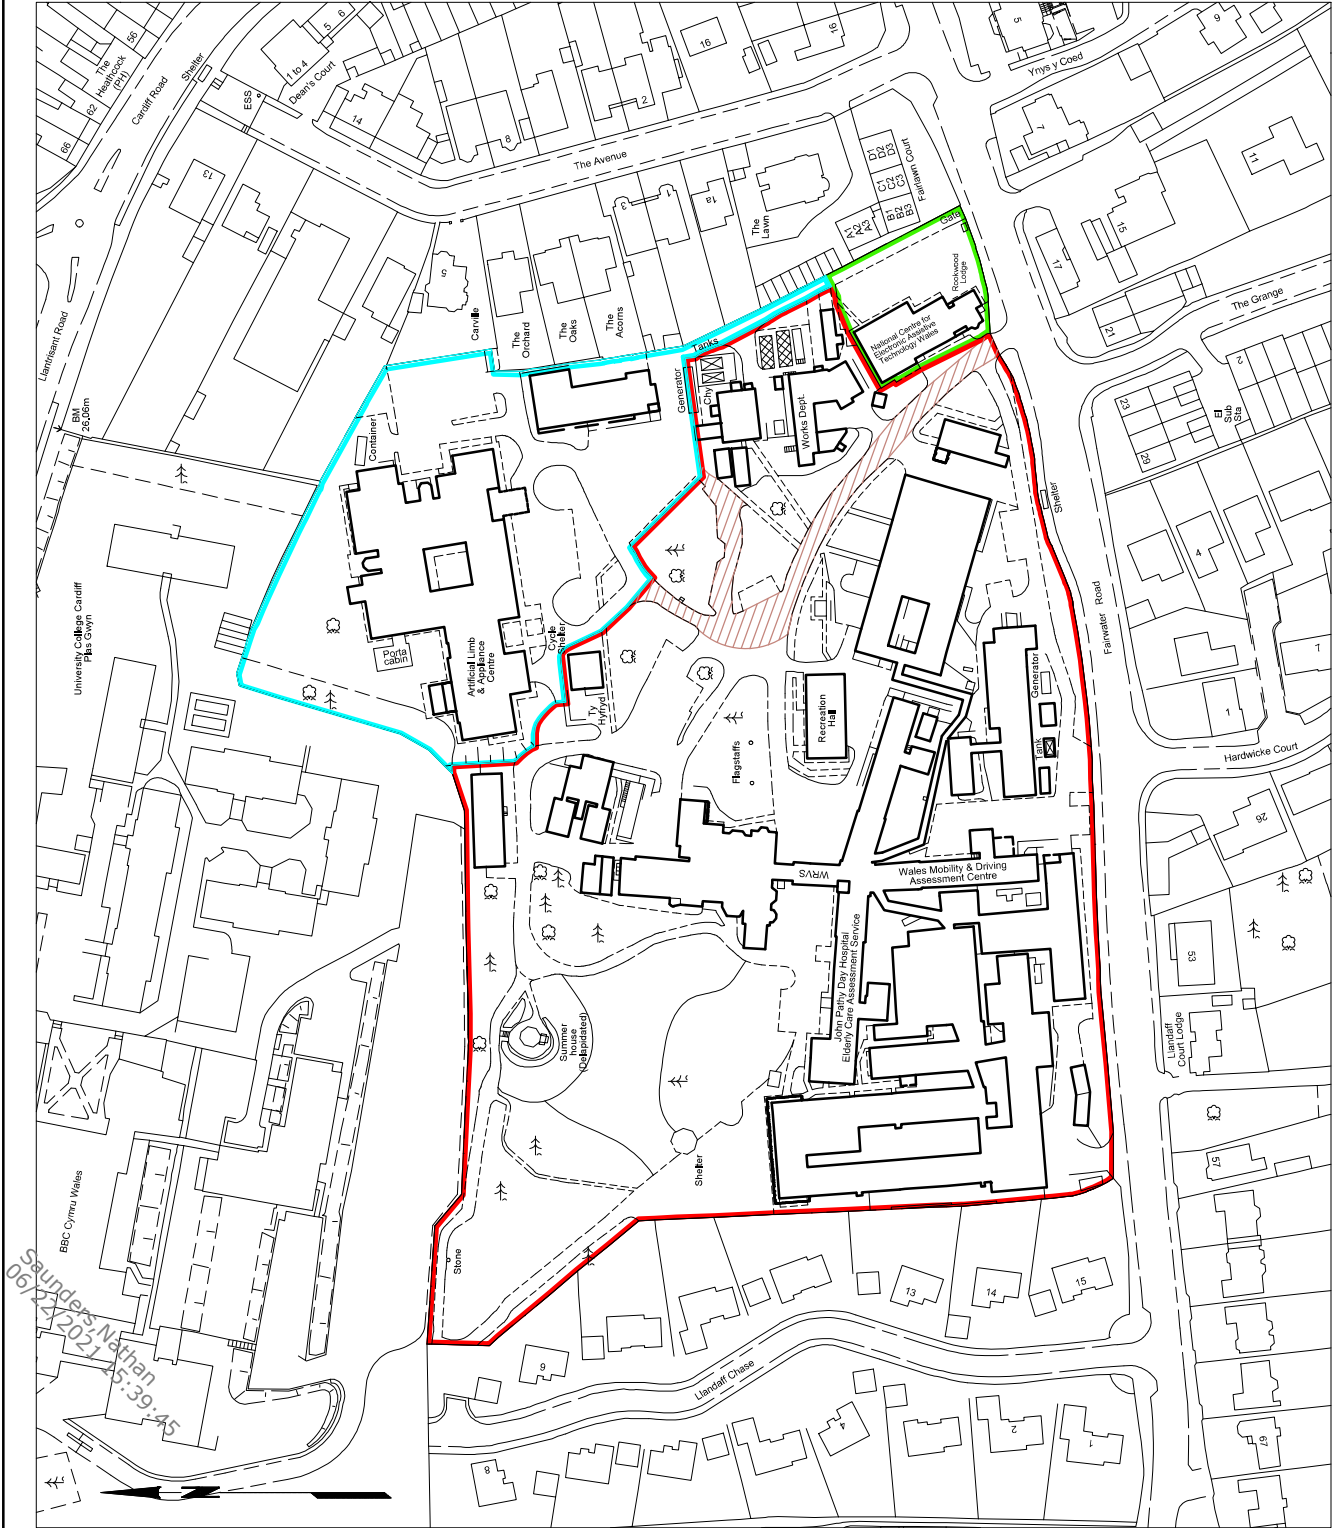 56
The
Heathcock
(PH)
62
66
Cardiff Road
Shelter
5
6
1 to 4
Dean's Court
ESS
14
8
2
16
16
5
9
Ynys y Coed
7
11
The Avenue
13
Llantrisant Road
BM
26.06m
5
Carville
The
Orchard
The
Oaks
The
Acorns
3
1
1a
The
Lawn
A1
A2
A3
B1
B2
B3
C1
C2
C3
D1
D2
D3
Fairlawn Court
Gate
Rookwood
Lodge
National Centre for
Electronic Assistive
Technology Wales
15
17
21
The Grange
2
23
29
El
Sub
Sta
Tanks
Generator
Chy
Works Dept.
Container
Shelter
4
7
1
Fairwater Road
Hardwicke Court
26
University College Cardiff
Plas Gwyn
Porta
cabin
Artificial Limb
& Appliance
Centre
Cycle
Shelter
Ty
Hyfryd
Recreation
Hall
Flagstaffs
Generator
Tank
WRVS
Wales Mobility & Driving
Assessment Centre
John Pathy Day Hospital
Elderly Care Assessment Service
53
Llandaff
Court Lodge
57
67
Summer
house
(Delapidated)
Shelter
Stone
BBC Cymru Wales
13
14
15
9
8
4
2
1
Llandaff Chase
Saunders, Nathan
06/22/2021 15:39:45
N